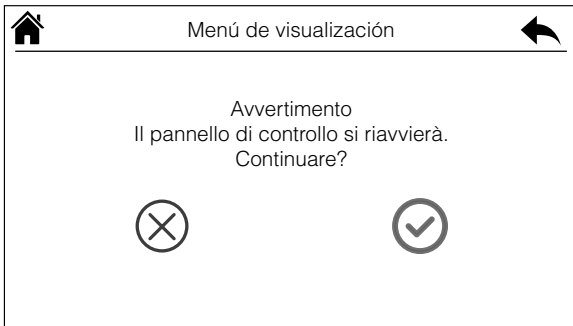 Menú de visualización
Avvertimento
Il pannello di controllo si riavvierà.
Continuare?